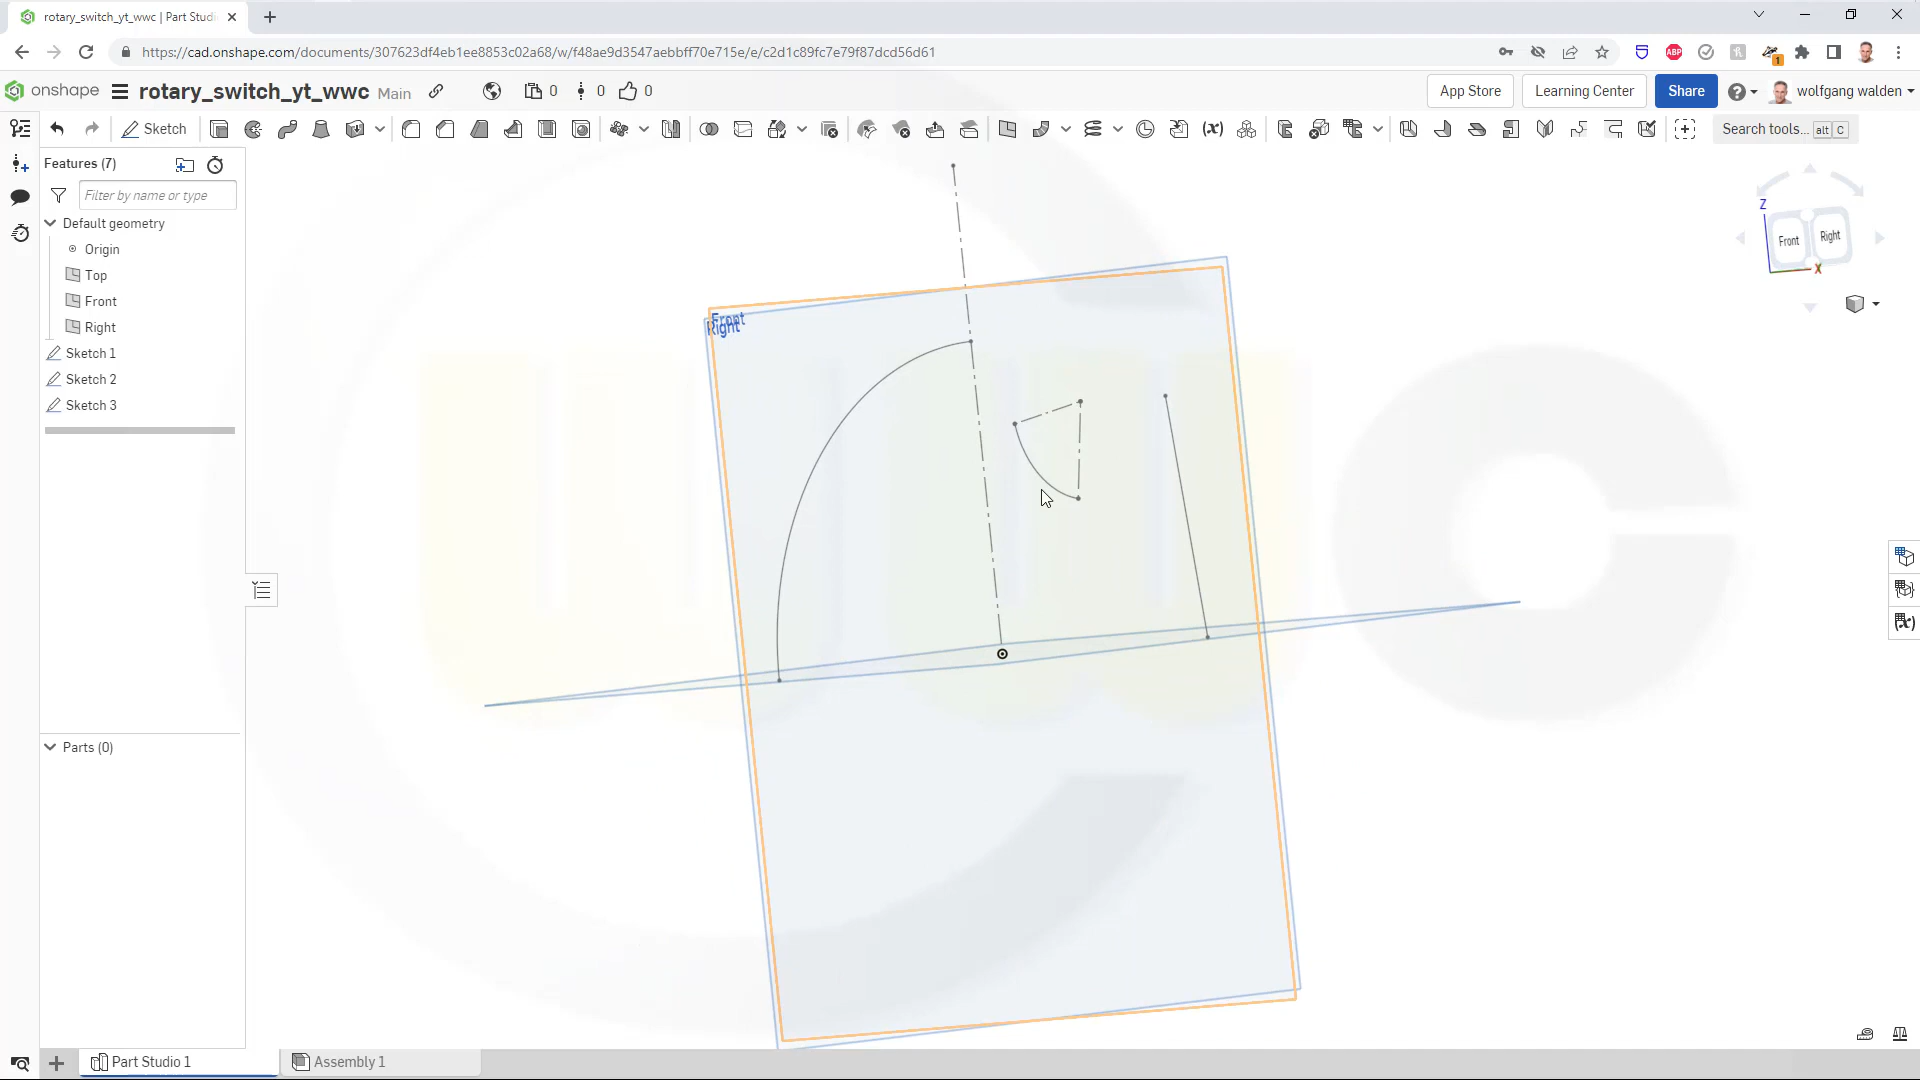 rotary_switch_yt_wwc | Part Studi
https://cad.onshape.com/documents/307623df4eb1ee8853c02a68/w/f48ae9d3547aebbff70e715e/e/c2d1c89fc7e79f87dcd56d61
ABP
1
onshape
rotary_switch_yt_wwc Main
0
0
0
App Store
Learning Center
Share
wolfgang walden
Sketch
Search tools... alt C
Features (7)
Filter by name or type
Default geometry
Origin
Top
Front
Right
Sketch 1
Sketch 2
Sketch 3
Parts (0)
Front
Right
Z
Front
Right
X
Part Studio 1
Assembly 1